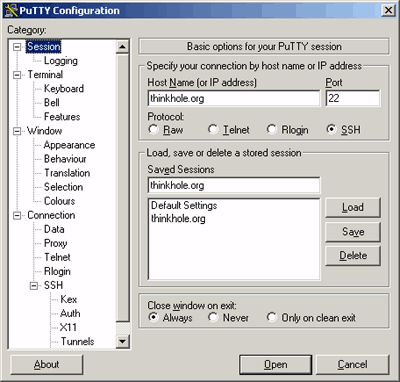 PuTTY Configuration
Category:
Session
Logging
Terminal
Keyboard
Bell
Features
Window
Appearance
Behaviour
Translation
Selection
Colours
Connection
Data
Proxy
Telnet
Rlogin
SSH
Kex
Auth
X11
Tunnels
Basic options for your PuTTY session
Specify your connection by host name or IP address
Host Name (or IP address) Port
thinkhole.org 22
Protocol:
Raw Telnet Rlogin SSH
Load, save or delete a stored session
Saved Sessions
thinkhole.org
Default Settings
thinkhole.org
Load
Save
Delete
Close window on exit:
Always Never Only on clean exit
About Open Cancel